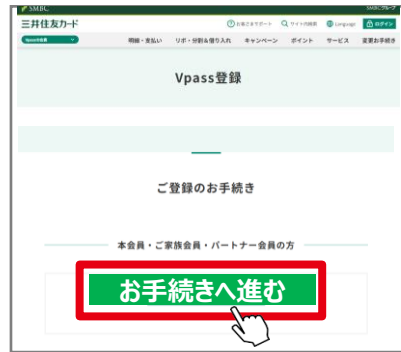 SMBC
SMBCグループ
三井住友カード
お客さまサポート サイト内検索 Language ログイン
Vpass会員
明細・支払い リボ・分割&借り入れ キャンペーン ポイント サービス 変更お手続き
Vpass登録
ご登録のお手続き
本会員・ご家族会員・パートナー会員の方
お手続きへ進む